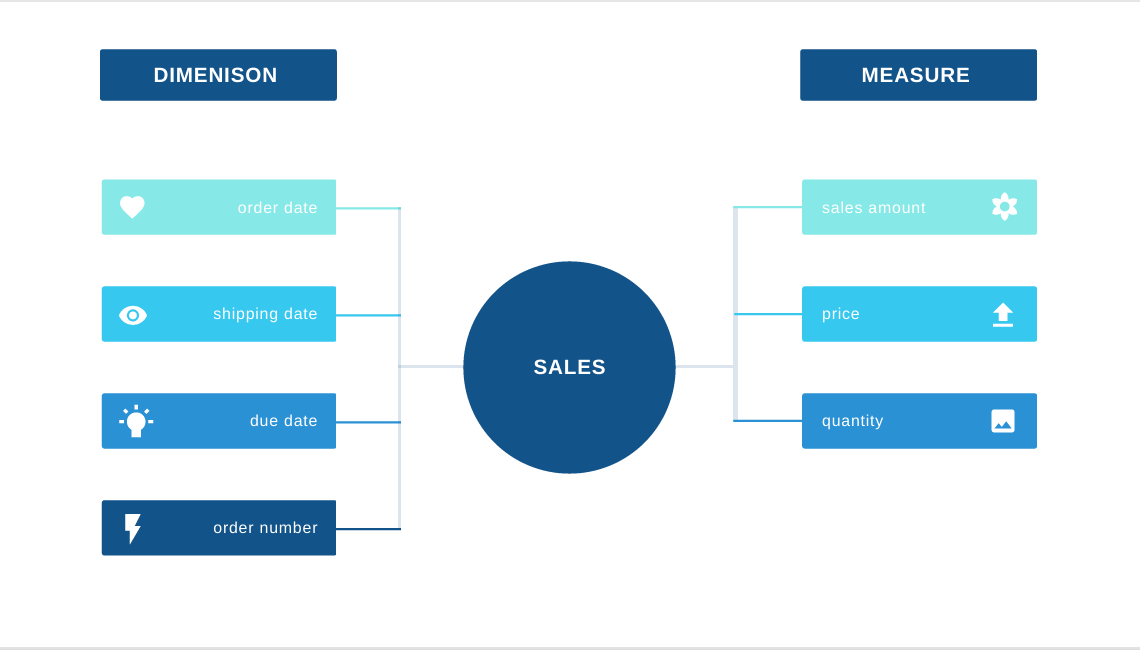 DIMENISON
MEASURE
order date
shipping date
due date
order number
SALES
sales amount
price
quantity